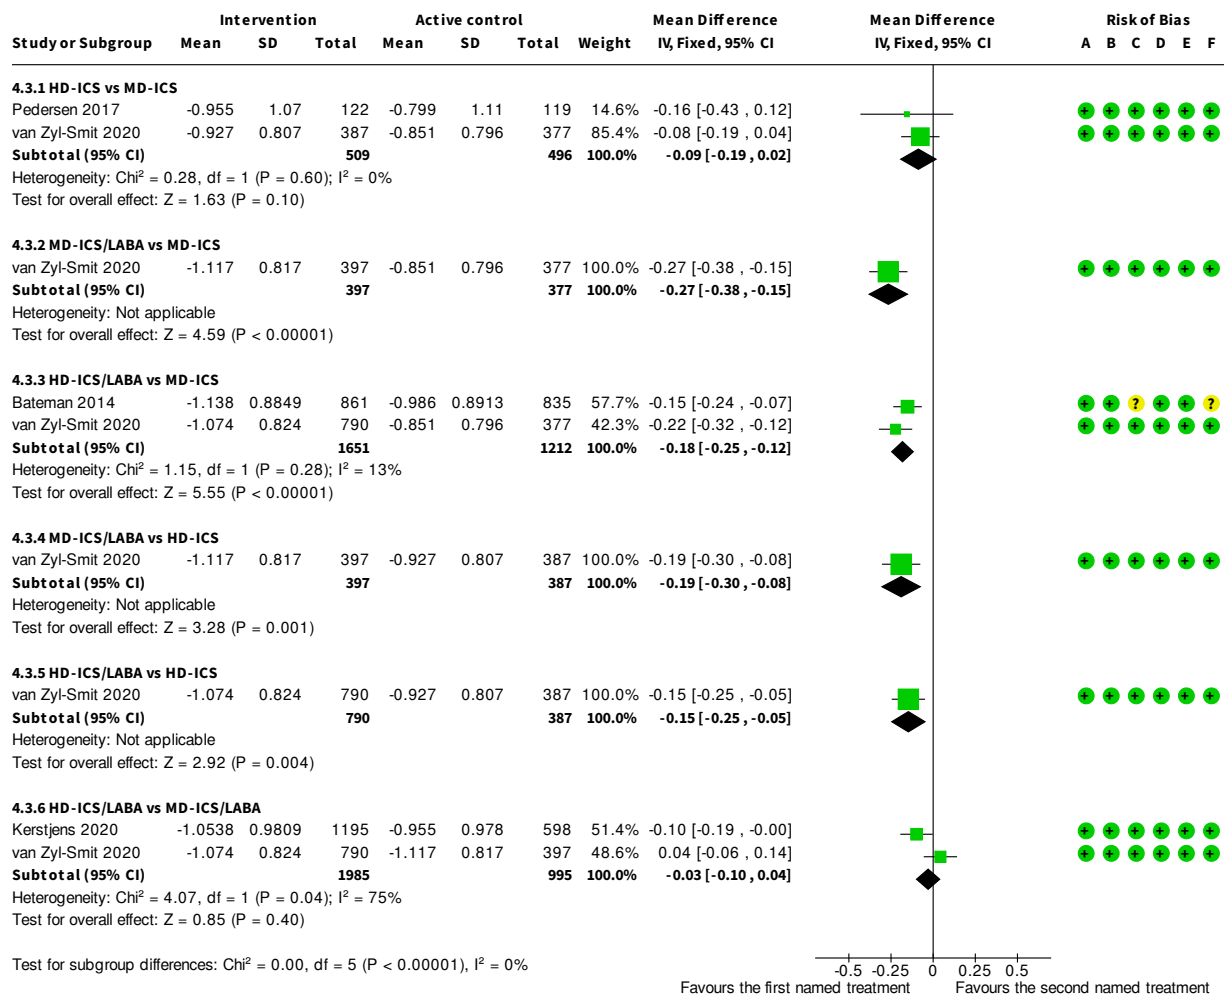 Intervention Active control Mean Difference Mean Difference Risk of Bias
Study or Subgroup Mean SD Total Mean SD Total Weight IV, Fixed, 95% CI IV, Fixed, 95% CI A B C D E F
4.3.1 HD-ICS vs MD-ICS
Pedersen 2017 -0.955 1.07 122 -0.799 1.11 119 14.6% -0.16 [-0.43 , 0.12] + + + + + +
van Zyl-Smit 2020 -0.927 0.807 387 -0.851 0.796 377 85.4% -0.08 [-0.19 , 0.04] + + + + + +
Subtotal (95% CI) 509 496 100.0% -0.09 [-0.19 , 0.02]
Heterogeneity: Chi² = 0.28, df = 1 (P = 0.60); I² = 0%
Test for overall effect: Z = 1.63 (P = 0.10)
4.3.2 MD-ICS/LABA vs MD-ICS
van Zyl-Smit 2020 -1.117 0.817 397 -0.851 0.796 377 100.0% -0.27 [-0.38 , -0.15] + + + + + +
Subtotal (95% CI) 397 377 100.0% -0.27 [-0.38 , -0.15]
Heterogeneity: Not applicable
Test for overall effect: Z = 4.59 (P < 0.00001)
4.3.3 HD-ICS/LABA vs MD-ICS
Bateman 2014 -1.138 0.8849 861 -0.986 0.8913 835 57.7% -0.15 [-0.24 , -0.07] + + ? + + ?
van Zyl-Smit 2020 -1.074 0.824 790 -0.851 0.796 377 42.3% -0.22 [-0.32 , -0.12] + + + + + +
Subtotal (95% CI) 1651 1212 100.0% -0.18 [-0.25 , -0.12]
Heterogeneity: Chi² = 1.15, df = 1 (P = 0.28); I² = 13%
Test for overall effect: Z = 5.55 (P < 0.00001)
4.3.4 MD-ICS/LABA vs HD-ICS
van Zyl-Smit 2020 -1.117 0.817 397 -0.927 0.807 387 100.0% -0.19 [-0.30 , -0.08] + + + + + +
Subtotal (95% CI) 397 387 100.0% -0.19 [-0.30 , -0.08]
Heterogeneity: Not applicable
Test for overall effect: Z = 3.28 (P = 0.001)
4.3.5 HD-ICS/LABA vs HD-ICS
van Zyl-Smit 2020 -1.074 0.824 790 -0.927 0.807 387 100.0% -0.15 [-0.25 , -0.05] + + + + + +
Subtotal (95% CI) 790 387 100.0% -0.15 [-0.25 , -0.05]
Heterogeneity: Not applicable
Test for overall effect: Z = 2.92 (P = 0.004)
4.3.6 HD-ICS/LABA vs MD-ICS/LABA
Kerstjens 2020 -1.0538 0.9809 1195 -0.955 0.978 598 51.4% -0.10 [-0.19 , -0.00] + + + + + +
van Zyl-Smit 2020 -1.074 0.824 790 -1.117 0.817 397 48.6% 0.04 [-0.06 , 0.14] + + + + + +
Subtotal (95% CI) 1985 995 100.0% -0.03 [-0.10 , 0.04]
Heterogeneity: Chi² = 4.07, df = 1 (P = 0.04); I² = 75%
Test for overall effect: Z = 0.85 (P = 0.40)
Test for subgroup differences: Chi² = 0.00, df = 5 (P < 0.00001), I² = 0%
-0.5 -0.25 0 0.25 0.5
Favours the first named treatment Favours the second named treatment